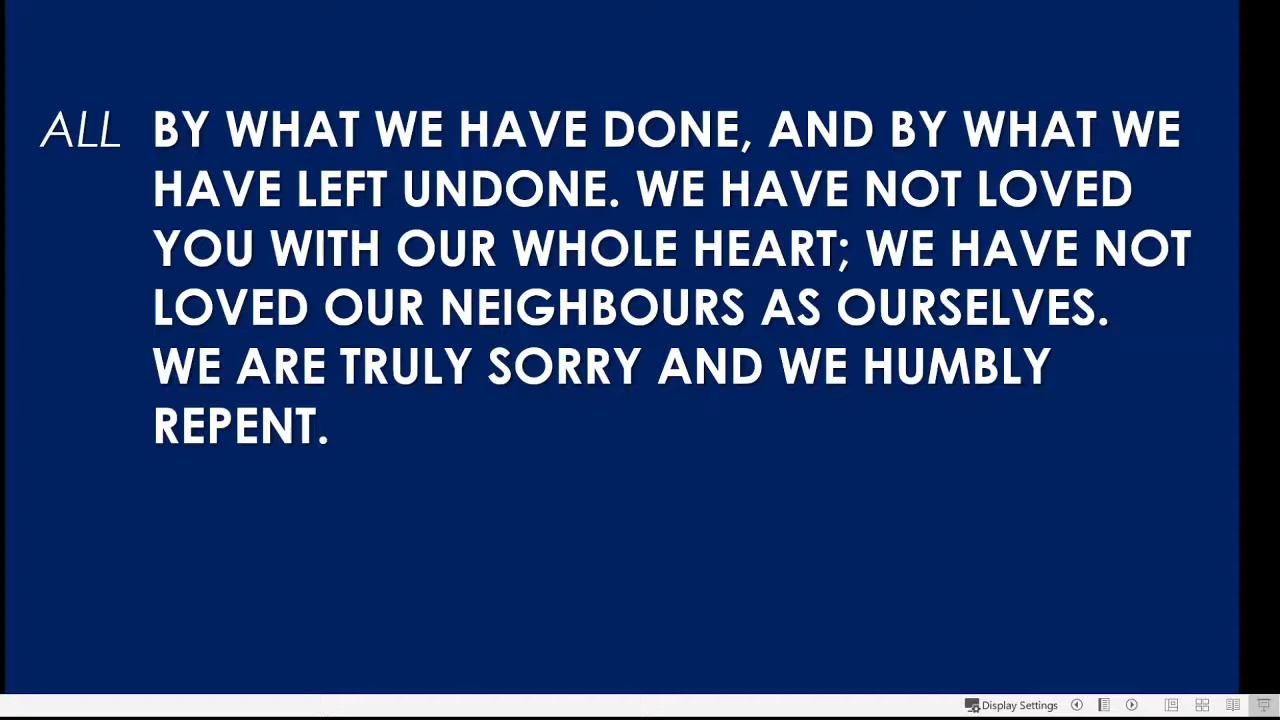 ALL BY WHAT WE HAVE DONE, AND BY WHAT WE
HAVE LEFT UNDONE. WE HAVE NOT LOVED
YOU WITH OUR WHOLE HEART; WE HAVE NOT
LOVED OUR NEIGHBOURS AS OURSELVES.
WE ARE TRULY SORRY AND WE HUMBLY
REPENT.
Display Settings